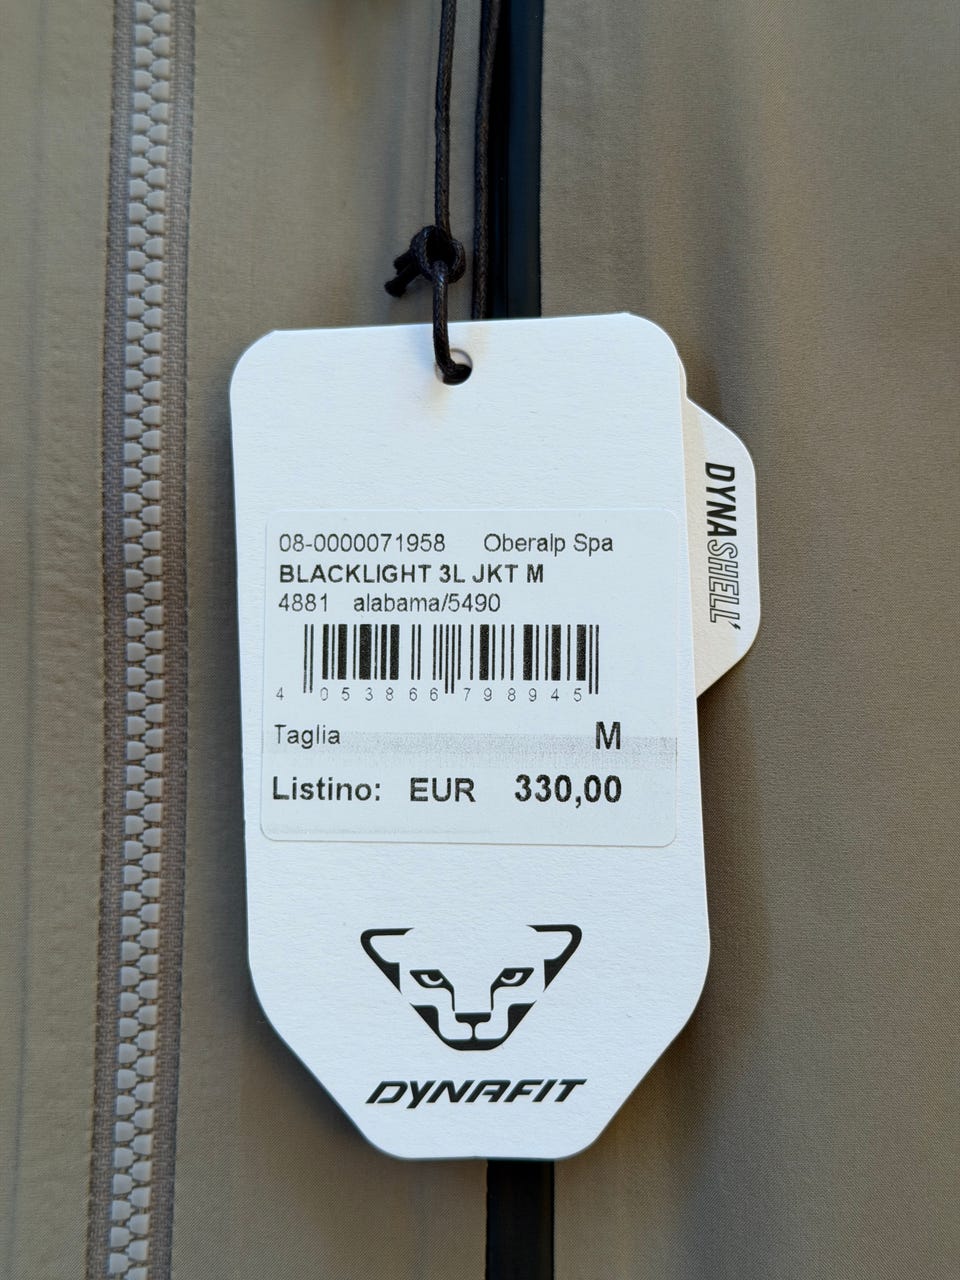 08-0000071958 Oberalp Spa
BLACKLIGHT 3L JKT M
4881 alabama/5490
4 053866 798945
Taglia M
Listino: EUR 330,00
DYNAFIT
DYNASHELL'